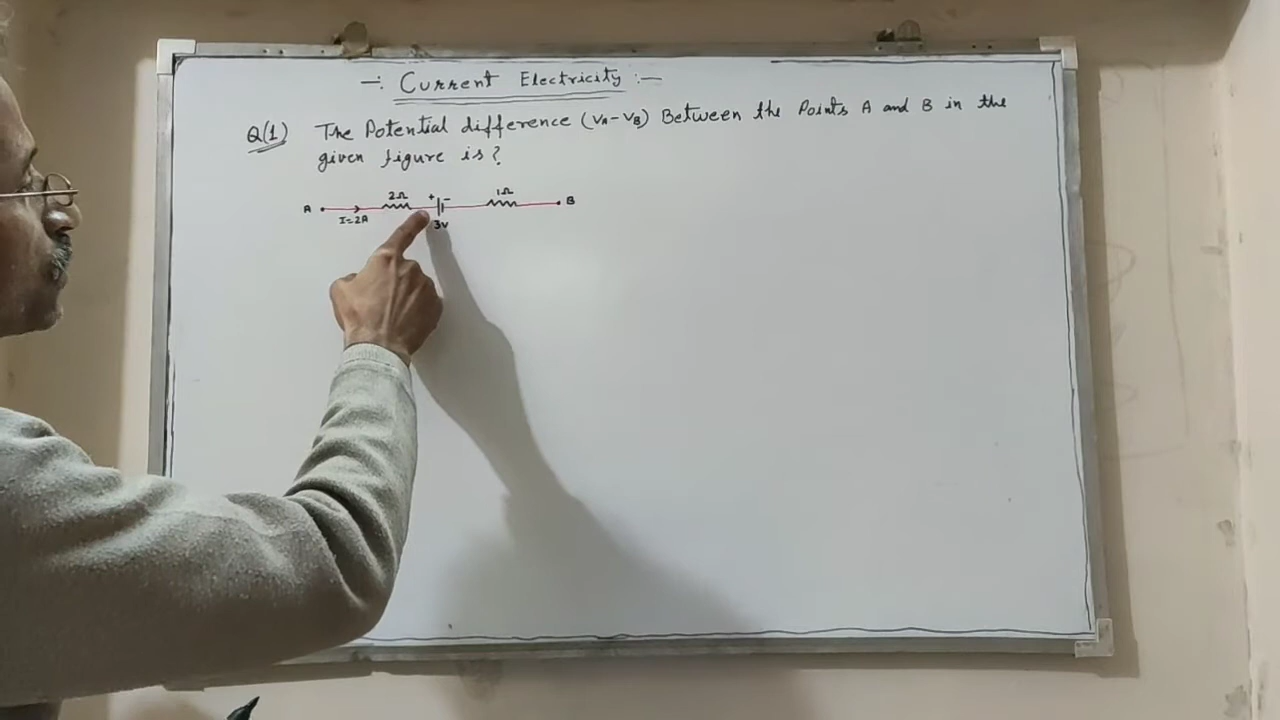 -: Current Electricity :-
Q(1) The Potential difference (VA-VB) Between the Points A and B in the
given figure is?
A I=2A 2Ω + - 3V 1Ω B